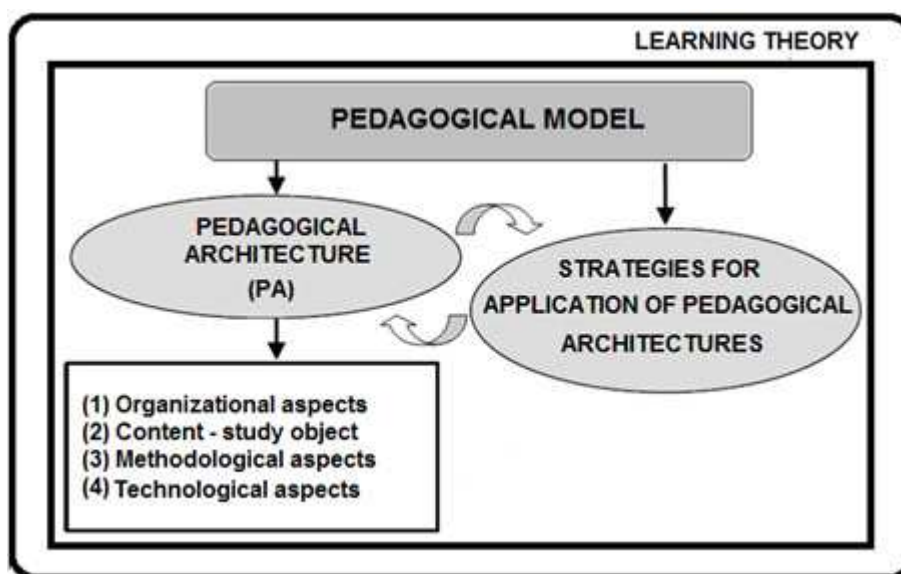 LEARNING THEORY
PEDAGOGICAL MODEL
PEDAGOGICAL
ARCHITECTURE
(PA)
STRATEGIES FOR
APPLICATION OF PEDAGOGICAL
ARCHITECTURES
(1) Organizational aspects
(2) Content - study object
(3) Methodological aspects
(4) Technological aspects